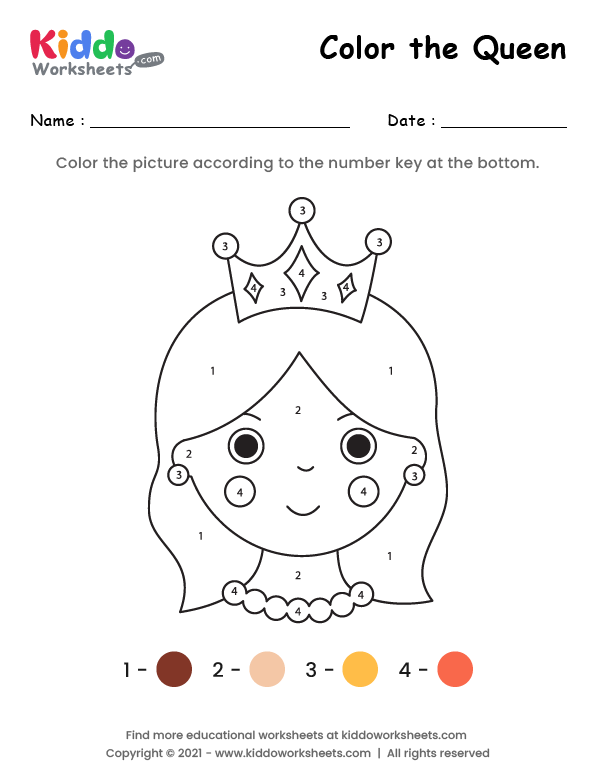 Kiddo
Worksheets .com
Color the Queen
Name : Date :
Color the picture according to the number key at the bottom.
3
3 3
4
4 3 3 4
1 1
2
2 2
3 3
4 4
1 1
2
4 4
4
1 - 2 - 3 - 4 -
Find more educational worksheets at kiddoworksheets.com
Copyright © 2021 - www.kiddoworksheets.com | All rights reserved